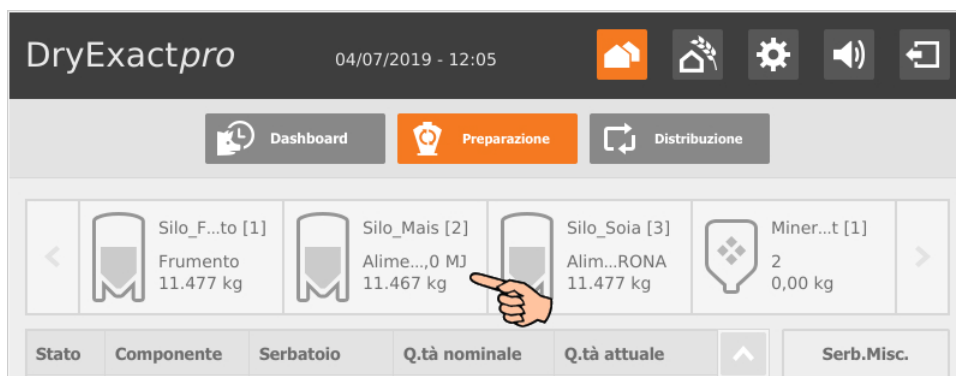 DryExactpro 04/07/2019 - 12:05
Dashboard Preparazione Distribuzione
Silo_F...to [1] Silo_Mais [2] Silo_Soia [3] Miner...t [1]
Frumento Alime...,0 MJ Alim...RONA 2
11.477 kg 11.467 kg 11.477 kg 0,00 kg
Stato Componente Serbatoio Q.tà nominale Q.tà attuale Serb.Misc.